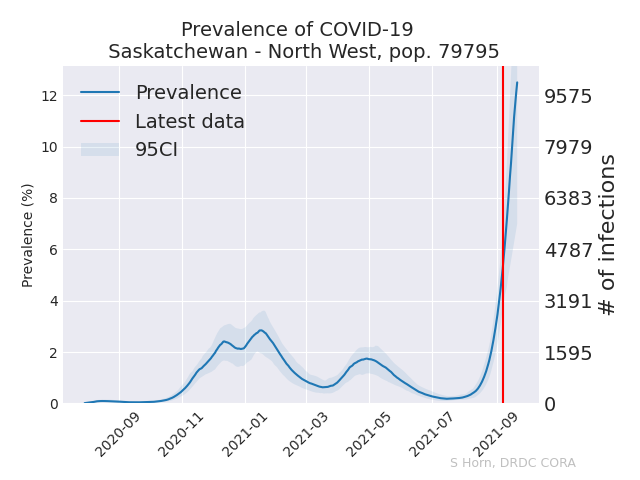 Prevalence of COVID-19
Saskatchewan - North West, pop. 79795
Prevalence
Latest data
95CI
Prevalence (%)
12
10
8
6
4
2
0
9575
7979
6383
4787
3191
1595
0
# of infections
2020-09
2020-11
2021-01
2021-03
2021-05
2021-07
2021-09
S Horn, DRDC CORA